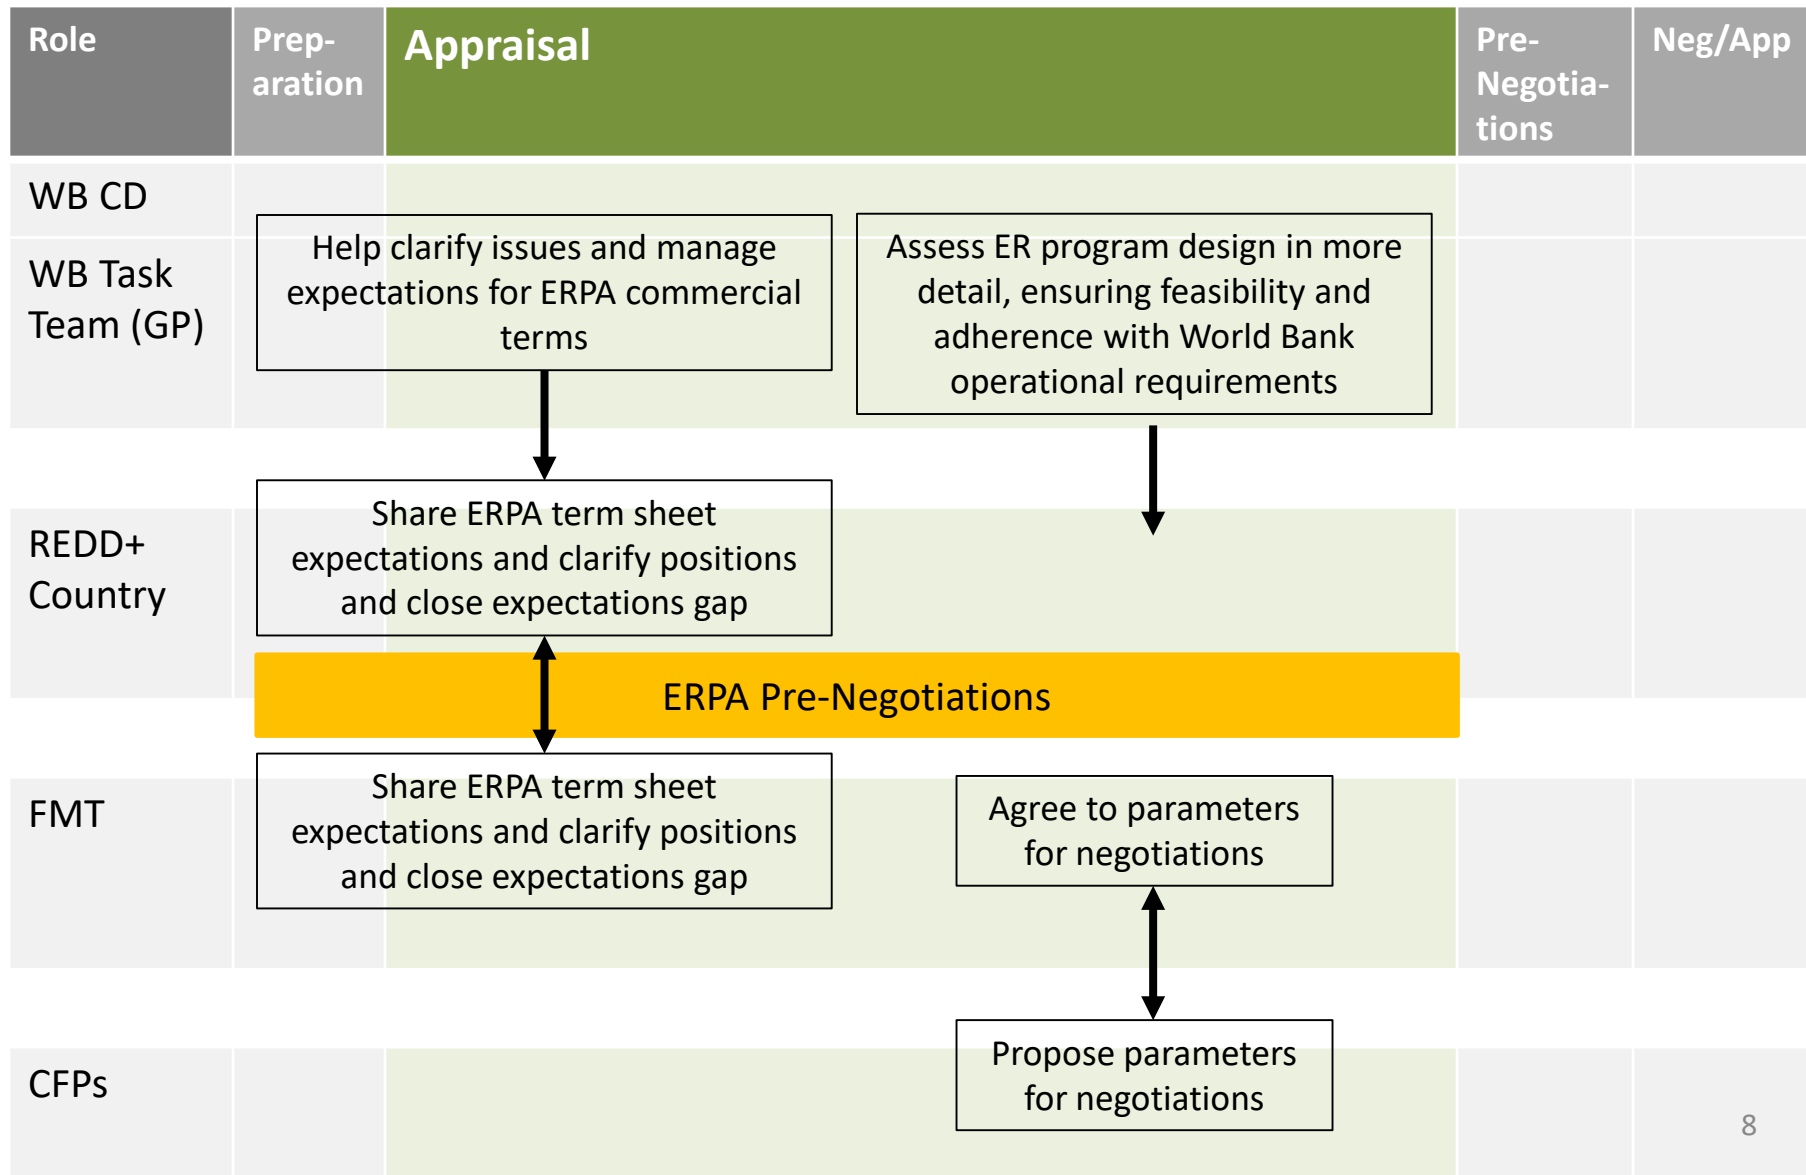 Role
Prep-
aration
Appraisal
Pre-
Negotia-
tions
Neg/App
WB CD
WB Task
Team (GP)
Help clarify issues and manage
expectations for ERPA commercial
terms
Assess ER program design in more
detail, ensuring feasibility and
adherence with World Bank
operational requirements
REDD+
Country
Share ERPA term sheet
expectations and clarify positions
and close expectations gap
ERPA Pre-Negotiations
FMT
Share ERPA term sheet
expectations and clarify positions
and close expectations gap
Agree to parameters
for negotiations
CFPs
Propose parameters
for negotiations
8